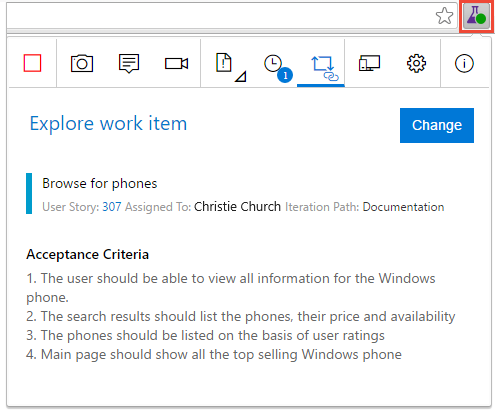 1
Explore work item
Change
Browse for phones
User Story: 307 Assigned To: Christie Church Iteration Path: Documentation
Acceptance Criteria
1. The user should be able to view all information for the Windows
phone.
2. The search results should list the phones, their price and availability
3. The phones should be listed on the basis of user ratings
4. Main page should show all the top selling Windows phone